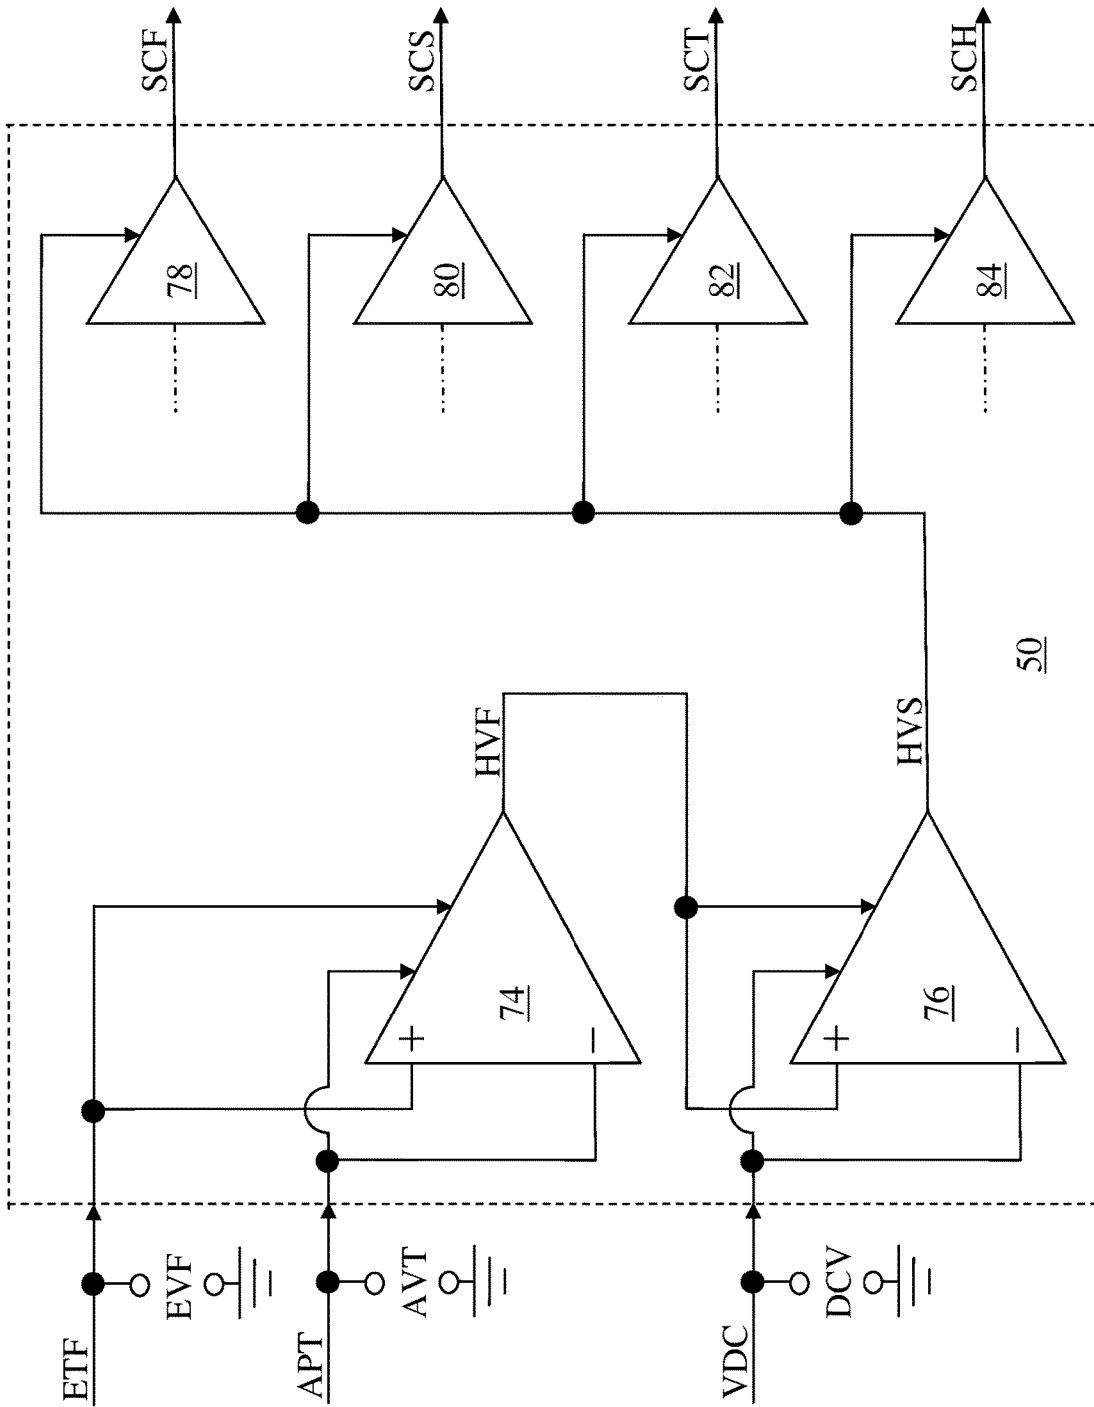 SCF
SCS
SCT
SCH
78
80
82
84
50
HVF
HVS
74
+
−
76
+
−
EVF
AVT
DCV
ETF
APT
VDC